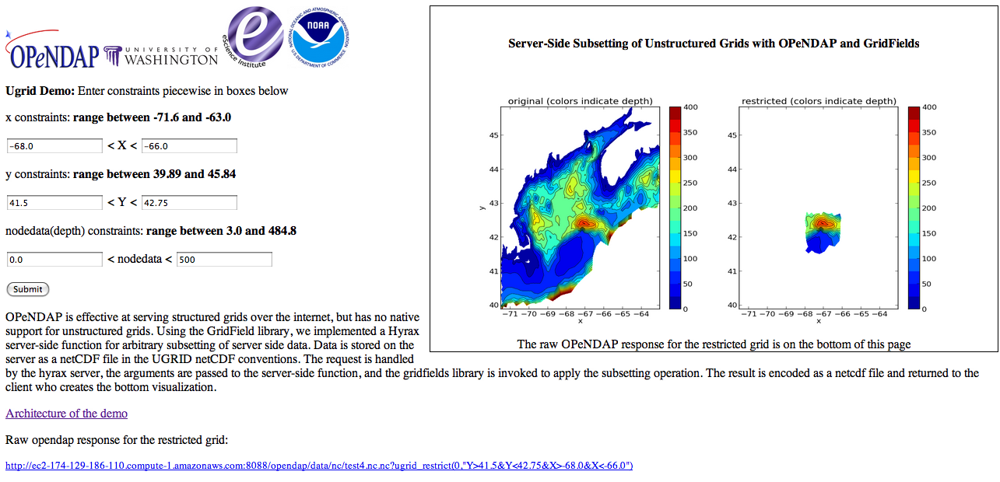 OPeNDAP
UNIVERSITY OF
WASHINGTON
eScience Institute
NATIONAL OCEANIC AND ATMOSPHERIC ADMINISTRATION
NOAA
U.S. DEPARTMENT OF COMMERCE
Ugrid Demo: Enter constraints piecewise in boxes below
x constraints: range between -71.6 and -63.0
-68.0 < X < -66.0
y constraints: range between 39.89 and 45.84
41.5 < Y < 42.75
nodedata(depth) constraints: range between 3.0 and 484.8
0.0 < nodedata < 500
Submit
Server-Side Subsetting of Unstructured Grids with OPeNDAP and GridFields
original (colors indicate depth)
45
44
43
42
41
40
y
−71 −70 −69 −68 −67 −66 −65 −64
x
400
350
300
250
200
150
100
50
0
restricted (colors indicate depth)
45
44
43
42
41
40
−71 −70 −69 −68 −67 −66 −65 −64
x
400
350
300
250
200
150
100
50
0
The raw OPeNDAP response for the restricted grid is on the bottom of this page
OPeNDAP is effective at serving structured grids over the internet, but has no native
support for unstructured grids. Using the GridField library, we implemented a Hyrax
server-side function for arbitrary subsetting of server side data. Data is stored on the
server as a netCDF file in the UGRID netCDF conventions. The request is handled
by the hyrax server, the arguments are passed to the server-side function, and the gridfields library is invoked to apply the subsetting operation. The result is encoded as a netcdf file and returned to the
client who creates the bottom visualization.
Architecture of the demo
Raw opendap response for the restricted grid:
http://ec2-174-129-186-110.compute-1.amazonaws.com:8088/opendap/data/nc/test4.nc.nc?ugrid_restrict(0,"Y>41.5&Y<42.75&X>-68.0&X<-66.0")